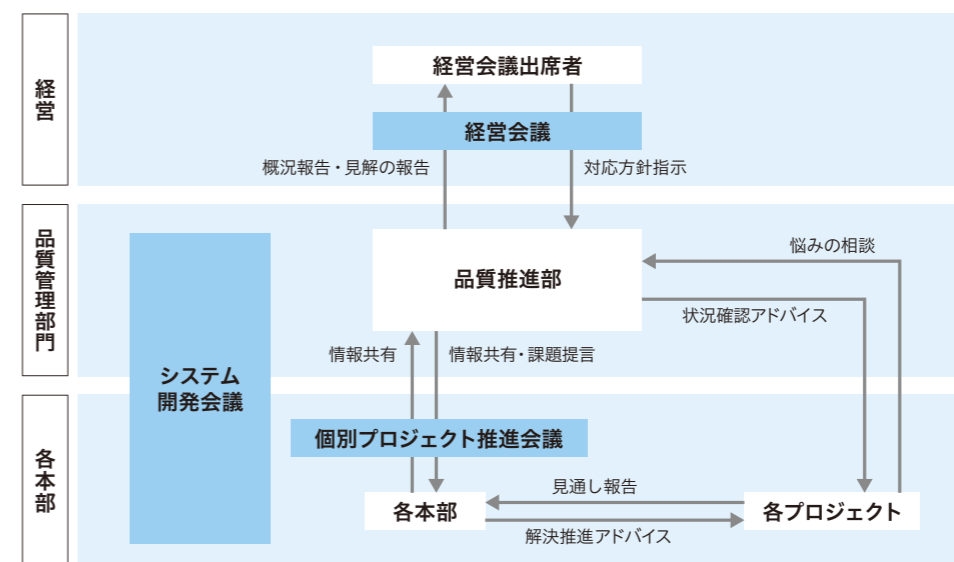 経営
経営会議出席者
経営会議
概況報告・見解の報告
対応方針指示
品質管理部門
品質推進部
悩みの相談
状況確認アドバイス
情報共有
情報共有・課題提言
システム
開発会議
各本部
個別プロジェクト推進会議
各本部
見通し報告
解決推進アドバイス
各プロジェクト